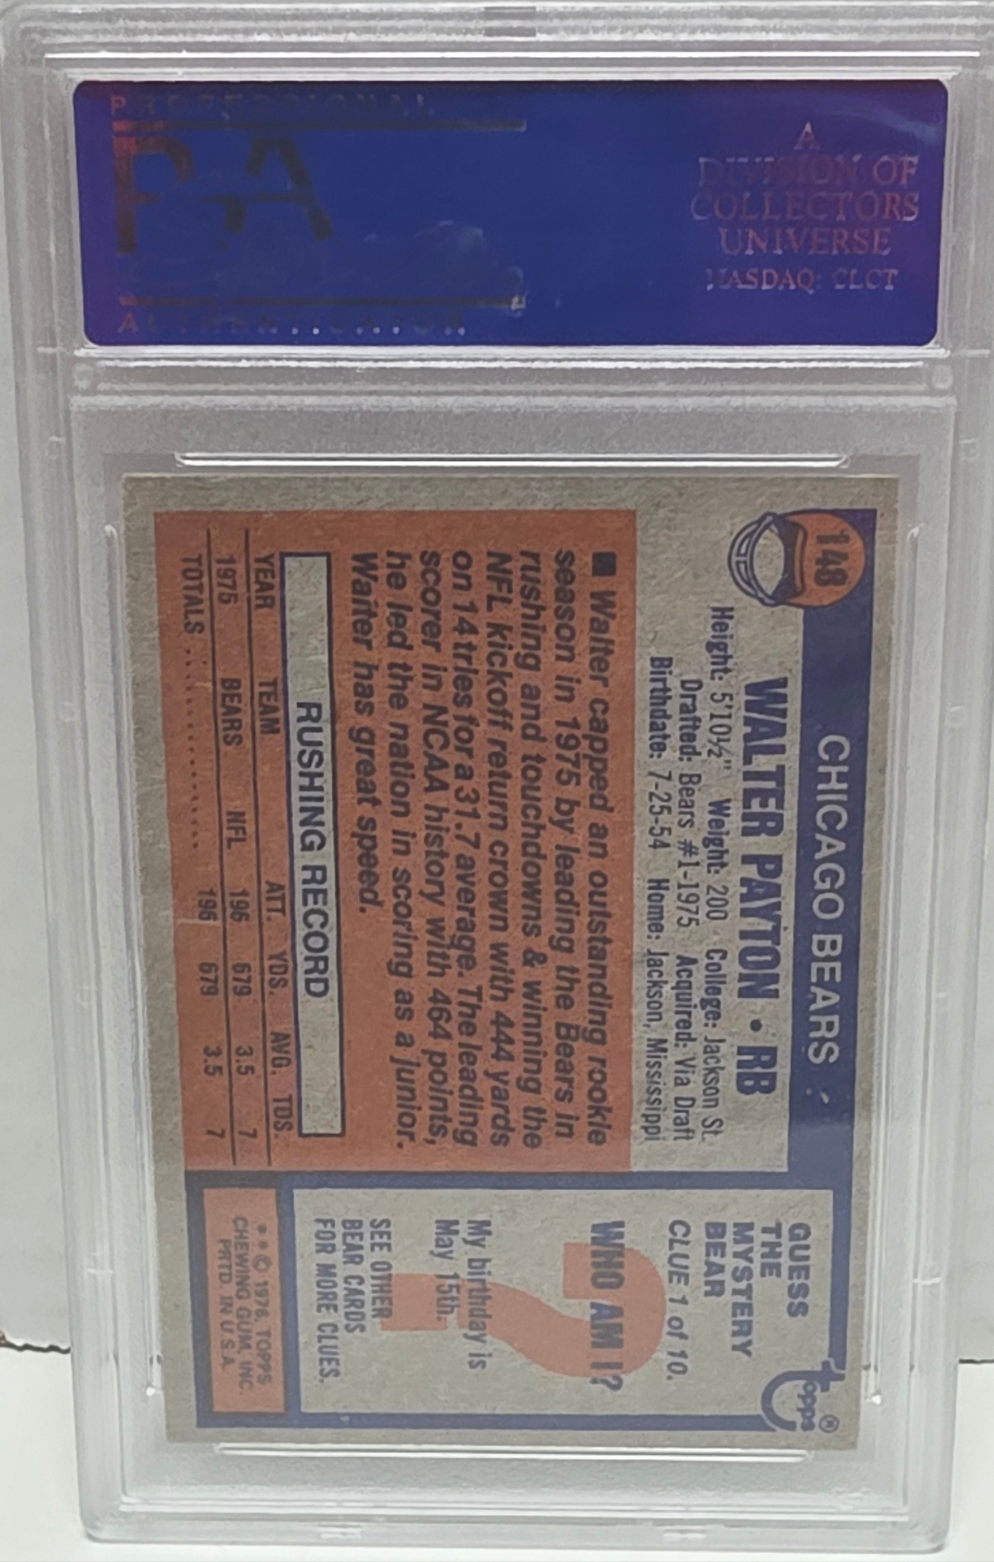 PROFESSIONAL
PSA
A
DIVISION OF
COLLECTORS
UNIVERSE
NASDAQ: CLCT
148
CHICAGO BEARS
WALTER PAYTON • RB
Height: 5'10½" Weight: 200 College: Jackson St.
Drafted: Bears #1-1975 Acquired: Via Draft
Birthdate: 7-25-54 Home: Jackson, Mississippi
■ Walter capped an outstanding rookie
season in 1975 by leading the Bears in
rushing and touchdowns & winning the
NFL kickoff return crown with 444 yards
on 14 tries for a 31.7 average. The leading
scorer in NCAA history with 464 points,
he led the nation in scoring as a junior.
Walter has great speed.
RUSHING RECORD
YEAR TEAM ATT. YDS. AVG. TDS.
1975 BEARS NFL 196 679 3.5 7
TOTALS 196 679 3.5 7
topps®
GUESS
THE
MYSTERY
BEAR
CLUE 1 of 10.
WHO AM I?
My birthday is
May 15th.
SEE OTHER
BEAR CARDS
FOR MORE CLUES.
** © 1976. TOPPS
CHEWING GUM, INC.
PRTD. IN U.S.A.